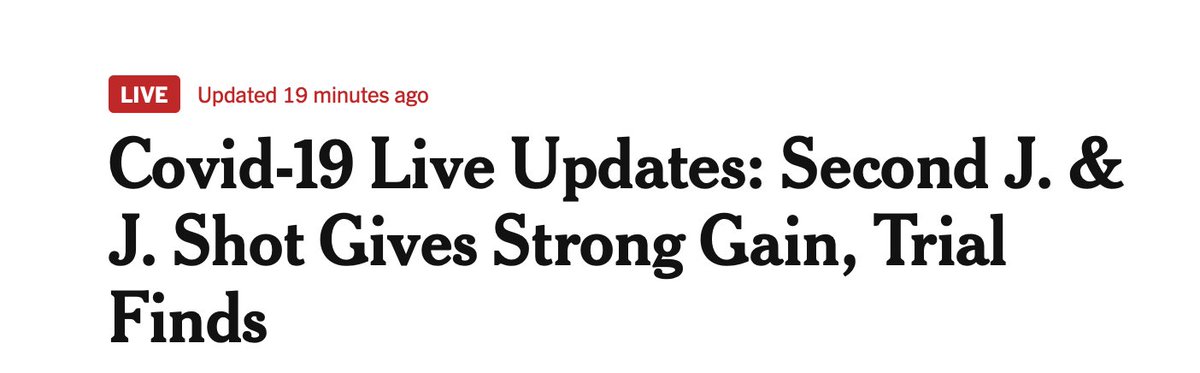 LIVE Updated 19 minutes ago
Covid-19 Live Updates: Second J. &
J. Shot Gives Strong Gain, Trial
Finds